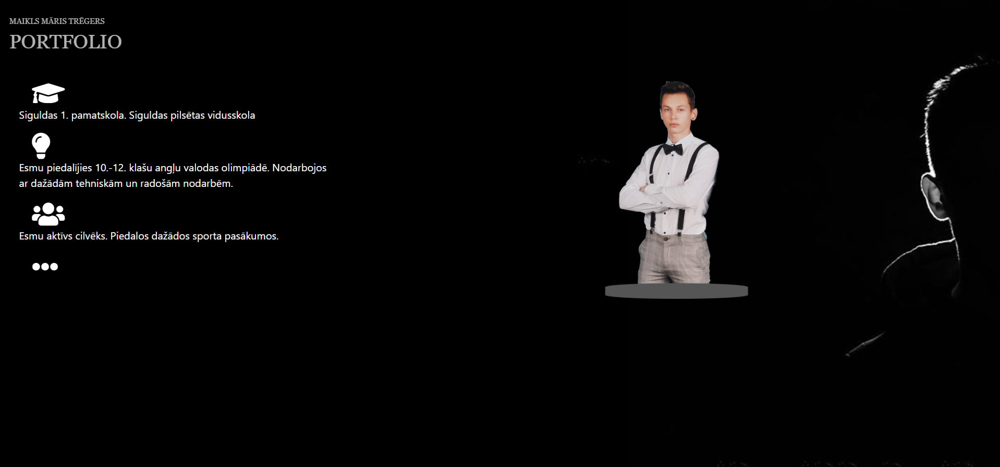 MAIKLS MĀRIS TRĒGERS
PORTFOLIO
Siguldas 1. pamatskola. Siguldas pilsētas vidusskola
Esmu piedalījies 10.-12. klašu angļu valodas olimpiādē. Nodarbojos
ar dažādām tehniskām un radošām nodarbēm.
Esmu aktīvs cilvēks. Piedalos dažādos sporta pasākumos.